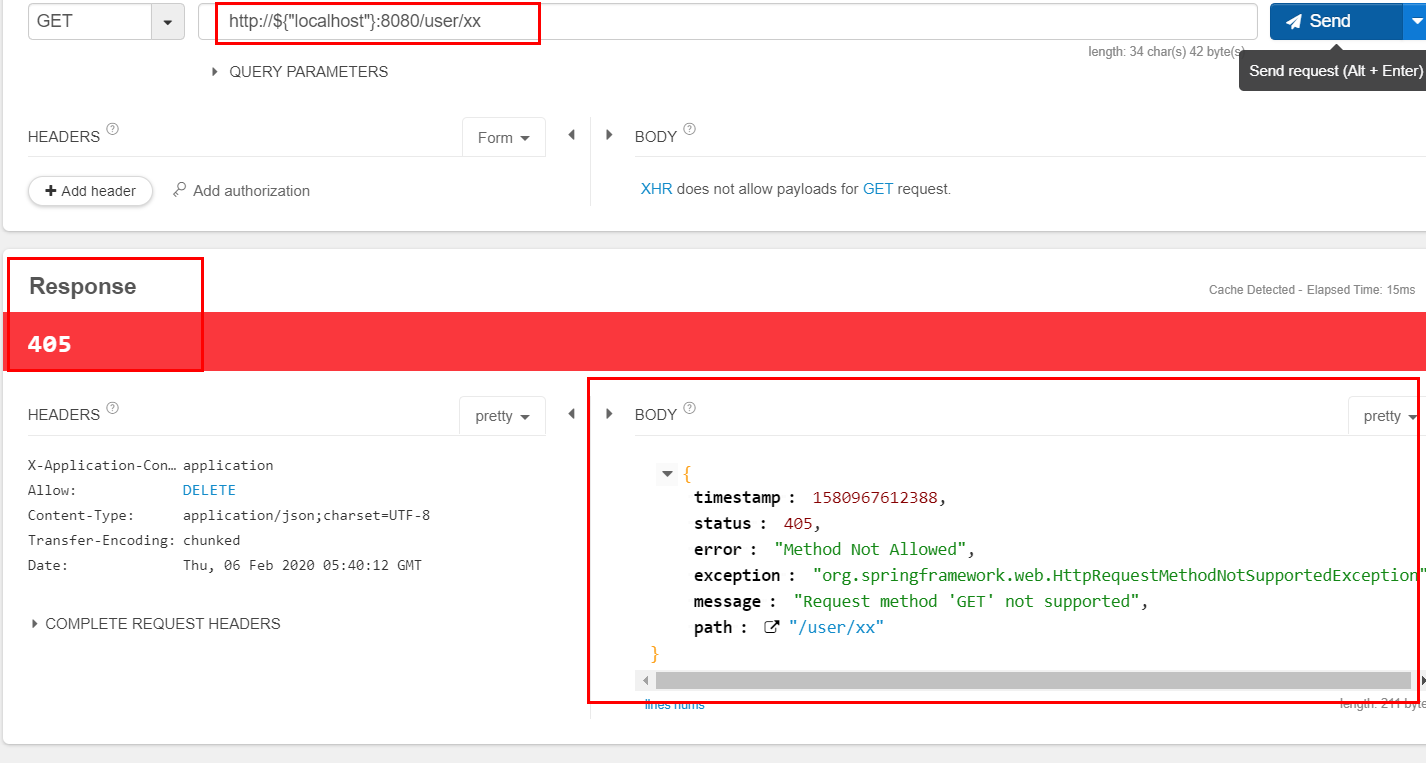 GET
http://${"localhost"}:8080/user/xx
Send
length: 34 char(s) 42 byte(s)
QUERY PARAMETERS
Send request (Alt + Enter)
HEADERS ?
Form
BODY ?
Add header
Add authorization
XHR does not allow payloads for GET request.
Response
Cache Detected - Elapsed Time: 15ms
405
HEADERS ?
pretty
BODY ?
pretty
X-Application-Con… application
Allow: DELETE
Content-Type: application/json;charset=UTF-8
Transfer-Encoding: chunked
Date: Thu, 06 Feb 2020 05:40:12 GMT
COMPLETE REQUEST HEADERS
{
timestamp : 1580967612388,
status : 405,
error : "Method Not Allowed",
exception : "org.springframework.web.HttpRequestMethodNotSupportedException"
message : "Request method 'GET' not supported",
path : "/user/xx"
}
lines nums
length: 211 byte